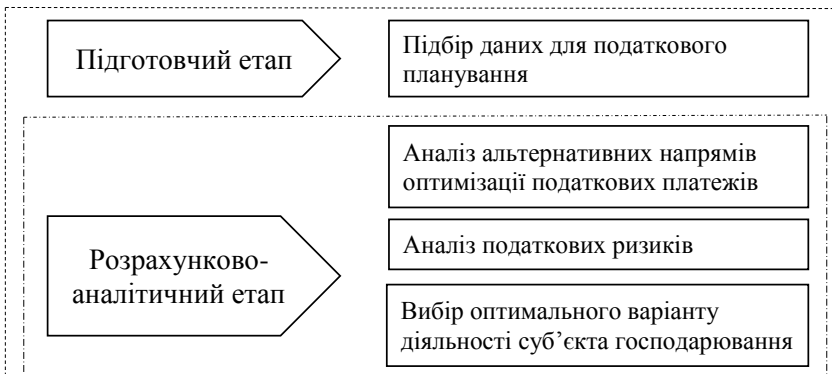 Підготовчий етап
Підбір даних для податкового
планування
Розрахунково-
аналітичний етап
Аналіз альтернативних напрямів
оптимізації податкових платежів
Аналіз податкових ризиків
Вибір оптимального варіанту
діяльності суб’єкта господарювання